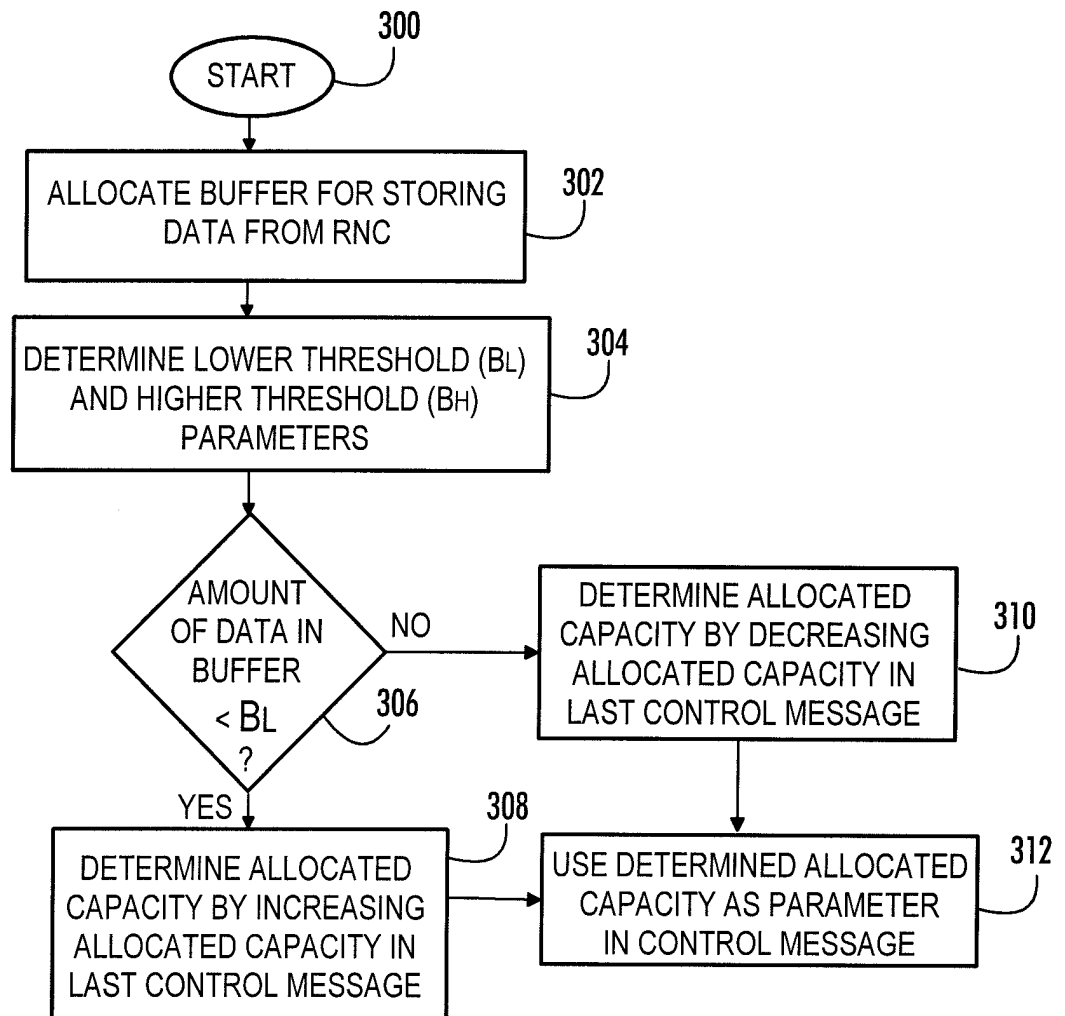 300
START
ALLOCATE BUFFER FOR STORING
DATA FROM RNC
302
DETERMINE LOWER THRESHOLD (BL)
AND HIGHER THRESHOLD (BH)
PARAMETERS
304
AMOUNT
OF DATA IN
BUFFER
< BL
?
306
NO
DETERMINE ALLOCATED
CAPACITY BY DECREASING
ALLOCATED CAPACITY IN
LAST CONTROL MESSAGE
310
YES
DETERMINE ALLOCATED
CAPACITY BY INCREASING
ALLOCATED CAPACITY IN
LAST CONTROL MESSAGE
308
USE DETERMINED ALLOCATED
CAPACITY AS PARAMETER
IN CONTROL MESSAGE
312